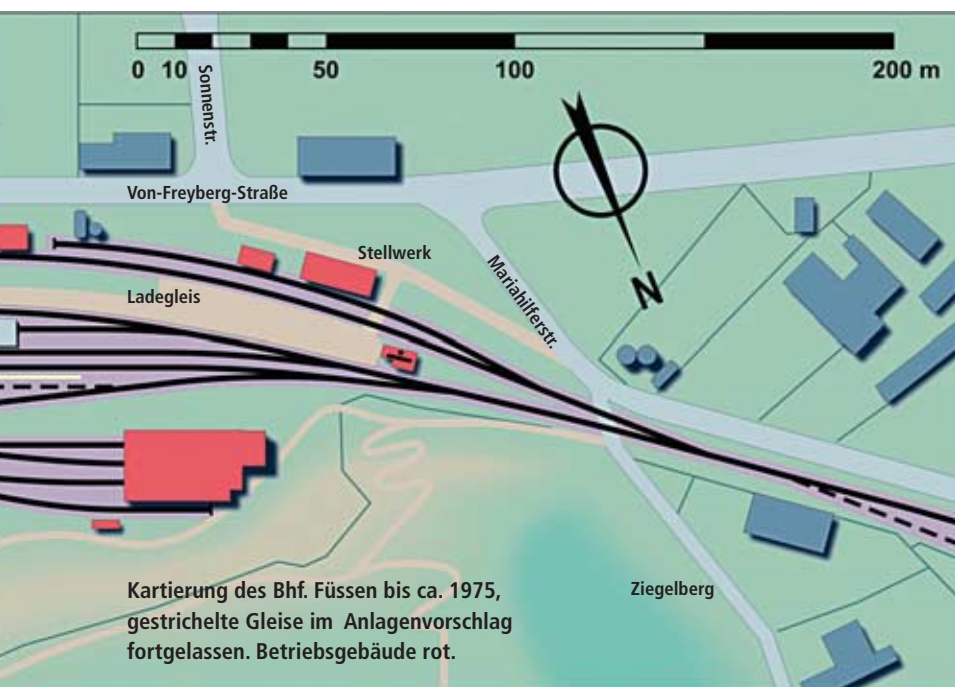 0 10 50 100 200 m
Sonnenstr.
Von-Freyberg-Straße
Stellwerk
Mariahilferstr.
N
Ladegleis
Ziegelberg
Kartierung des Bhf. Füssen bis ca. 1975,
gestrichelte Gleise im Anlagenvorschlag
fortgelassen. Betriebsgebäude rot.